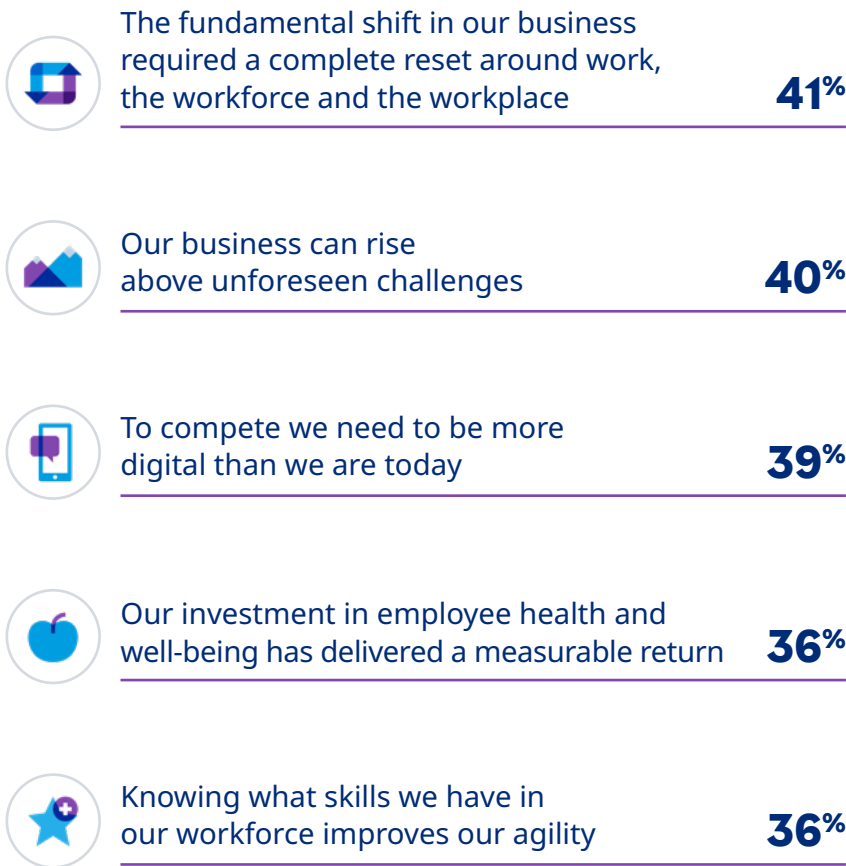 The fundamental shift in our business
required a complete reset around work,
the workforce and the workplace
41%
Our business can rise
above unforeseen challenges
40%
To compete we need to be more
digital than we are today
39%
Our investment in employee health and
well-being has delivered a measurable return
36%
Knowing what skills we have in
our workforce improves our agility
36%